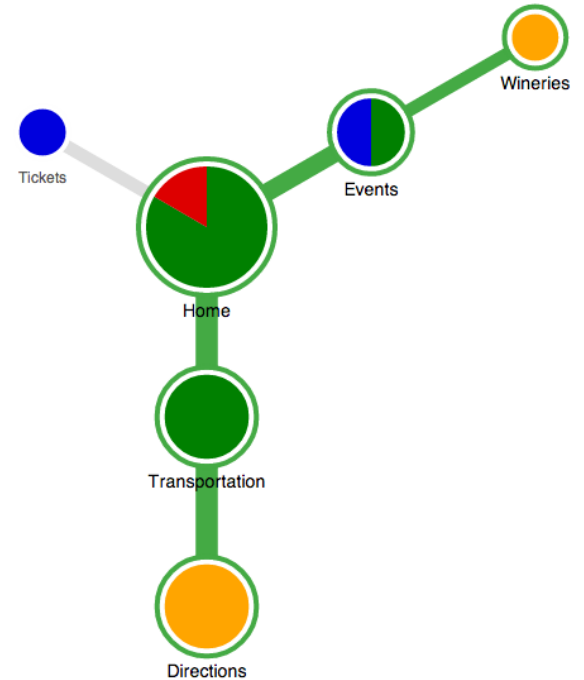 Wineries
Tickets
Events
Home
Transportation
Directions